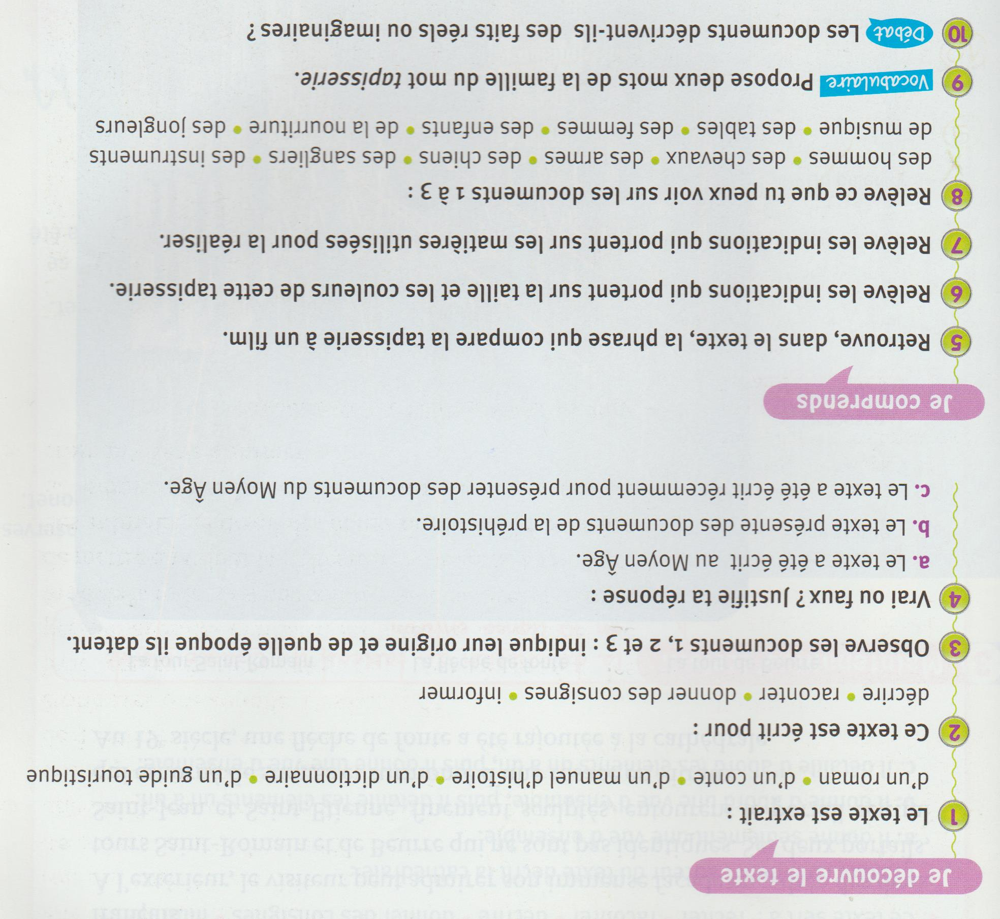 Je découvre le texte
1 Le texte est extrait :
d'un roman • d'un conte • d'un manuel d'histoire • d'un dictionnaire • d'un guide touristique
2 Ce texte est écrit pour :
décrire • raconter • donner des consignes • informer
3 Observe les documents 1, 2 et 3 : indique leur origine et de quelle époque ils datent.
4 Vrai ou faux ? Justifie ta réponse :
a. Le texte a été écrit au Moyen Âge.
b. Le texte présente des documents de la préhistoire.
c. Le texte a été écrit récemment pour présenter des documents du Moyen Âge.
Je comprends
5 Retrouve, dans le texte, la phrase qui compare la tapisserie à un film.
6 Relève les indications qui portent sur la taille et les couleurs de cette tapisserie.
7 Relève les indications qui portent sur les matières utilisées pour la réaliser.
8 Relève ce que tu peux voir sur les documents 1 à 3 :
des hommes • des chevaux • des armes • des chiens • des sangliers • des instruments
de musique • des tables • des femmes • des enfants • de la nourriture • des jongleurs
9 Vocabulaire Propose deux mots de la famille du mot tapisserie.
10 Débat Les documents décrivent-ils des faits réels ou imaginaires ?